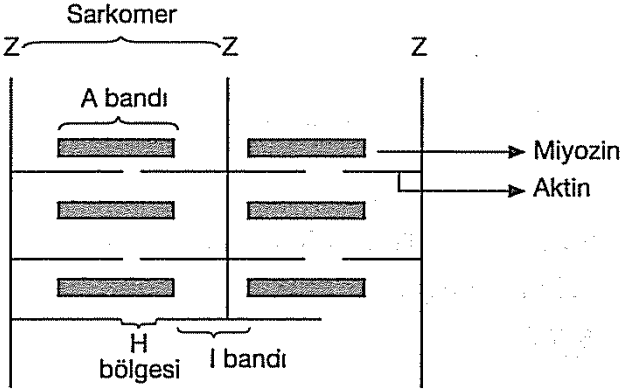 Sarkomer
Z Z Z
A bandı
Miyozin
Aktin
H
bölgesi
I bandı